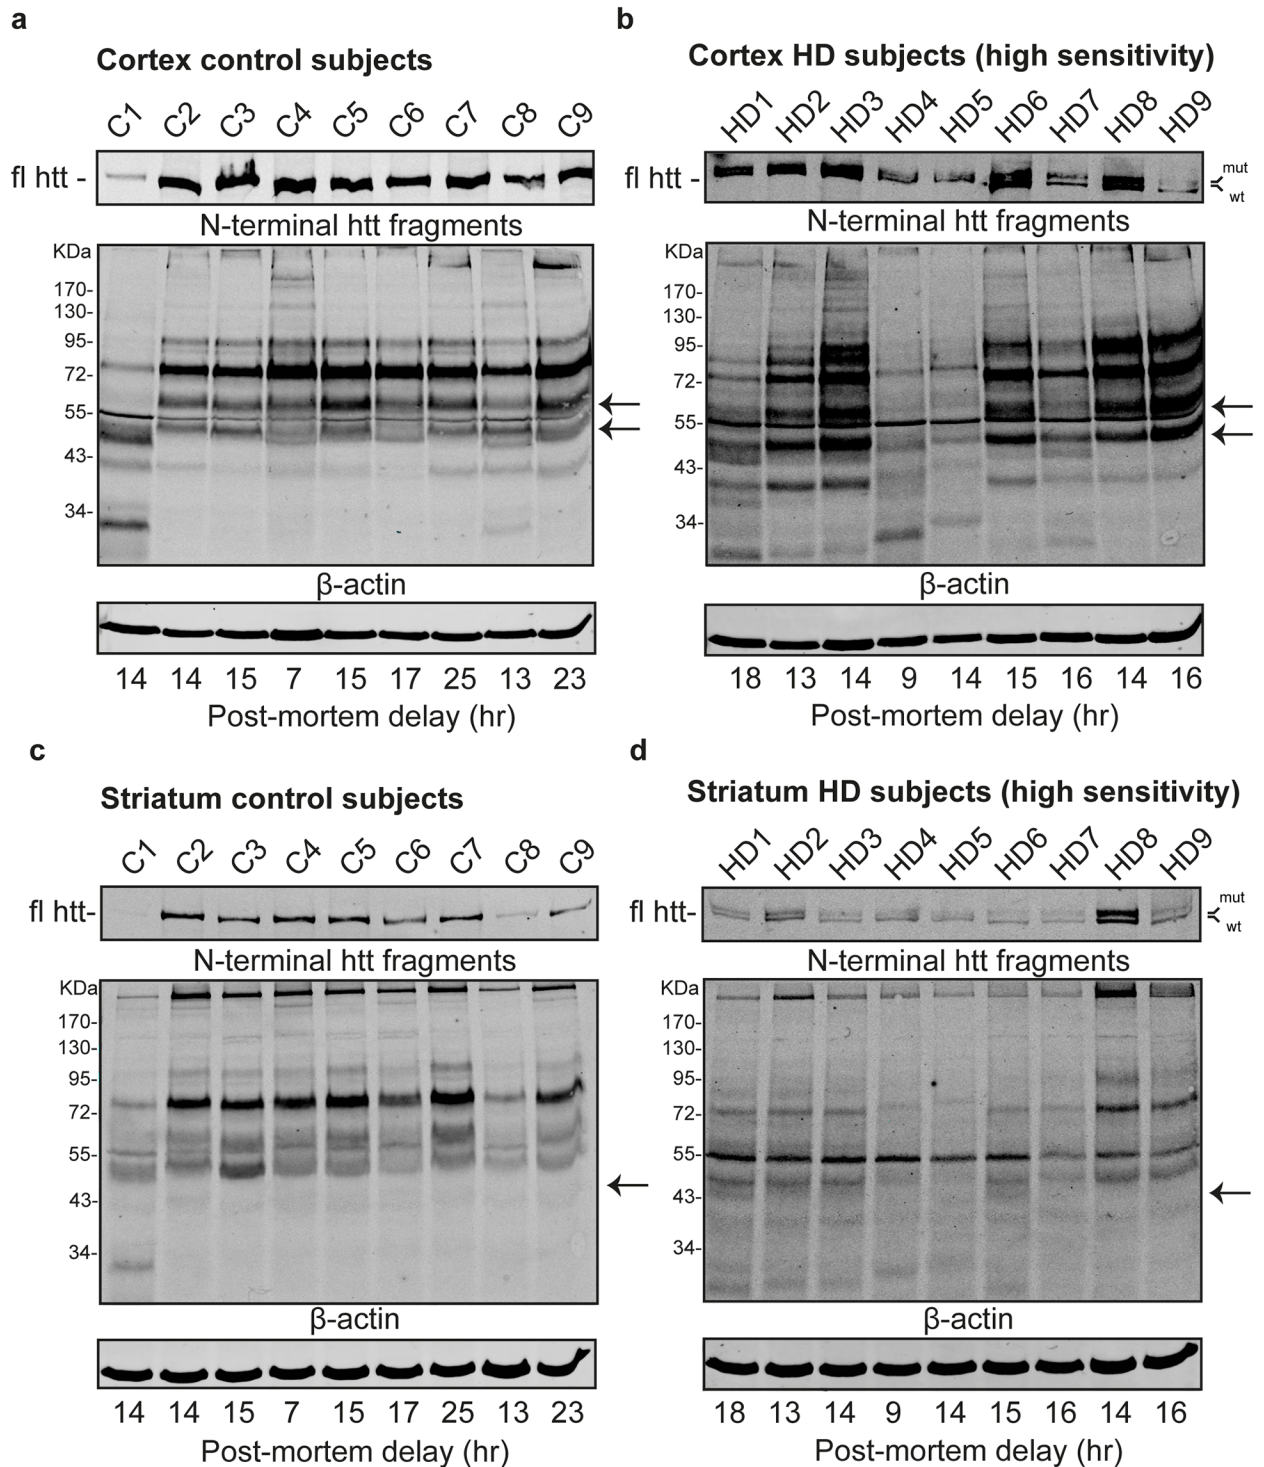 a
Cortex control subjects
C1 C2 C3 C4 C5 C6 C7 C8 C9
fl htt -
N-terminal htt fragments
KDa
170-
130-
95-
72-
55-
43-
34-
β-actin
14 14 15 7 15 17 25 13 23
Post-mortem delay (hr)
b
Cortex HD subjects (high sensitivity)
HD1 HD2 HD3 HD4 HD5 HD6 HD7 HD8 HD9
fl htt -
mut
wt
N-terminal htt fragments
KDa
170-
130-
95-
72-
55-
43-
34-
β-actin
18 13 14 9 14 15 16 14 16
Post-mortem delay (hr)
c
Striatum control subjects
C1 C2 C3 C4 C5 C6 C7 C8 C9
fl htt-
N-terminal htt fragments
KDa
170-
130-
95-
72-
55-
43-
34-
β-actin
14 14 15 7 15 17 25 13 23
Post-mortem delay (hr)
d
Striatum HD subjects (high sensitivity)
HD1 HD2 HD3 HD4 HD5 HD6 HD7 HD8 HD9
fl htt-
mut
wt
N-terminal htt fragments
KDa
170-
130-
95-
72-
55-
43-
34-
β-actin
18 13 14 9 14 15 16 14 16
Post-mortem delay (hr)